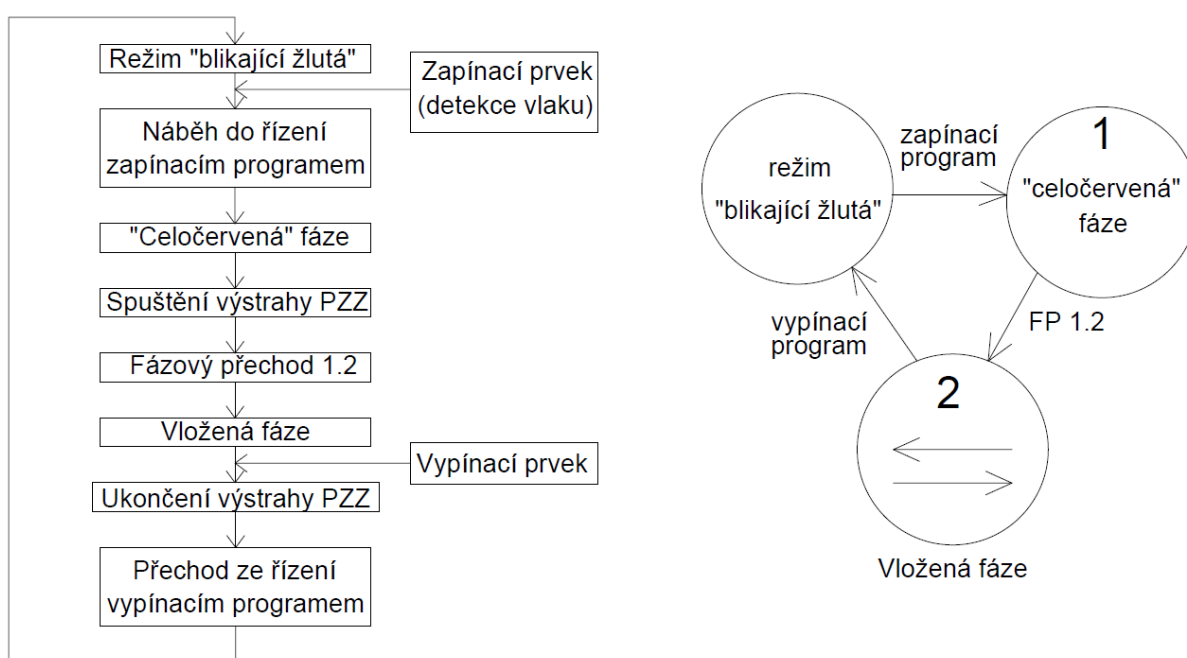 Režim "blikající žlutá"
Zapínací prvek
(detekce vlaku)
Náběh do řízení
zapínacím programem
"Celočervená" fáze
Spuštění výstrahy PZZ
Fázový přechod 1.2
Vložená fáze
Vypínací prvek
Ukončení výstrahy PZZ
Přechod ze řízení
vypínacím programem
režim
"blikající žlutá"
zapínací
program
1
"celočervená"
fáze
FP 1.2
vypínací
program
2
Vložená fáze